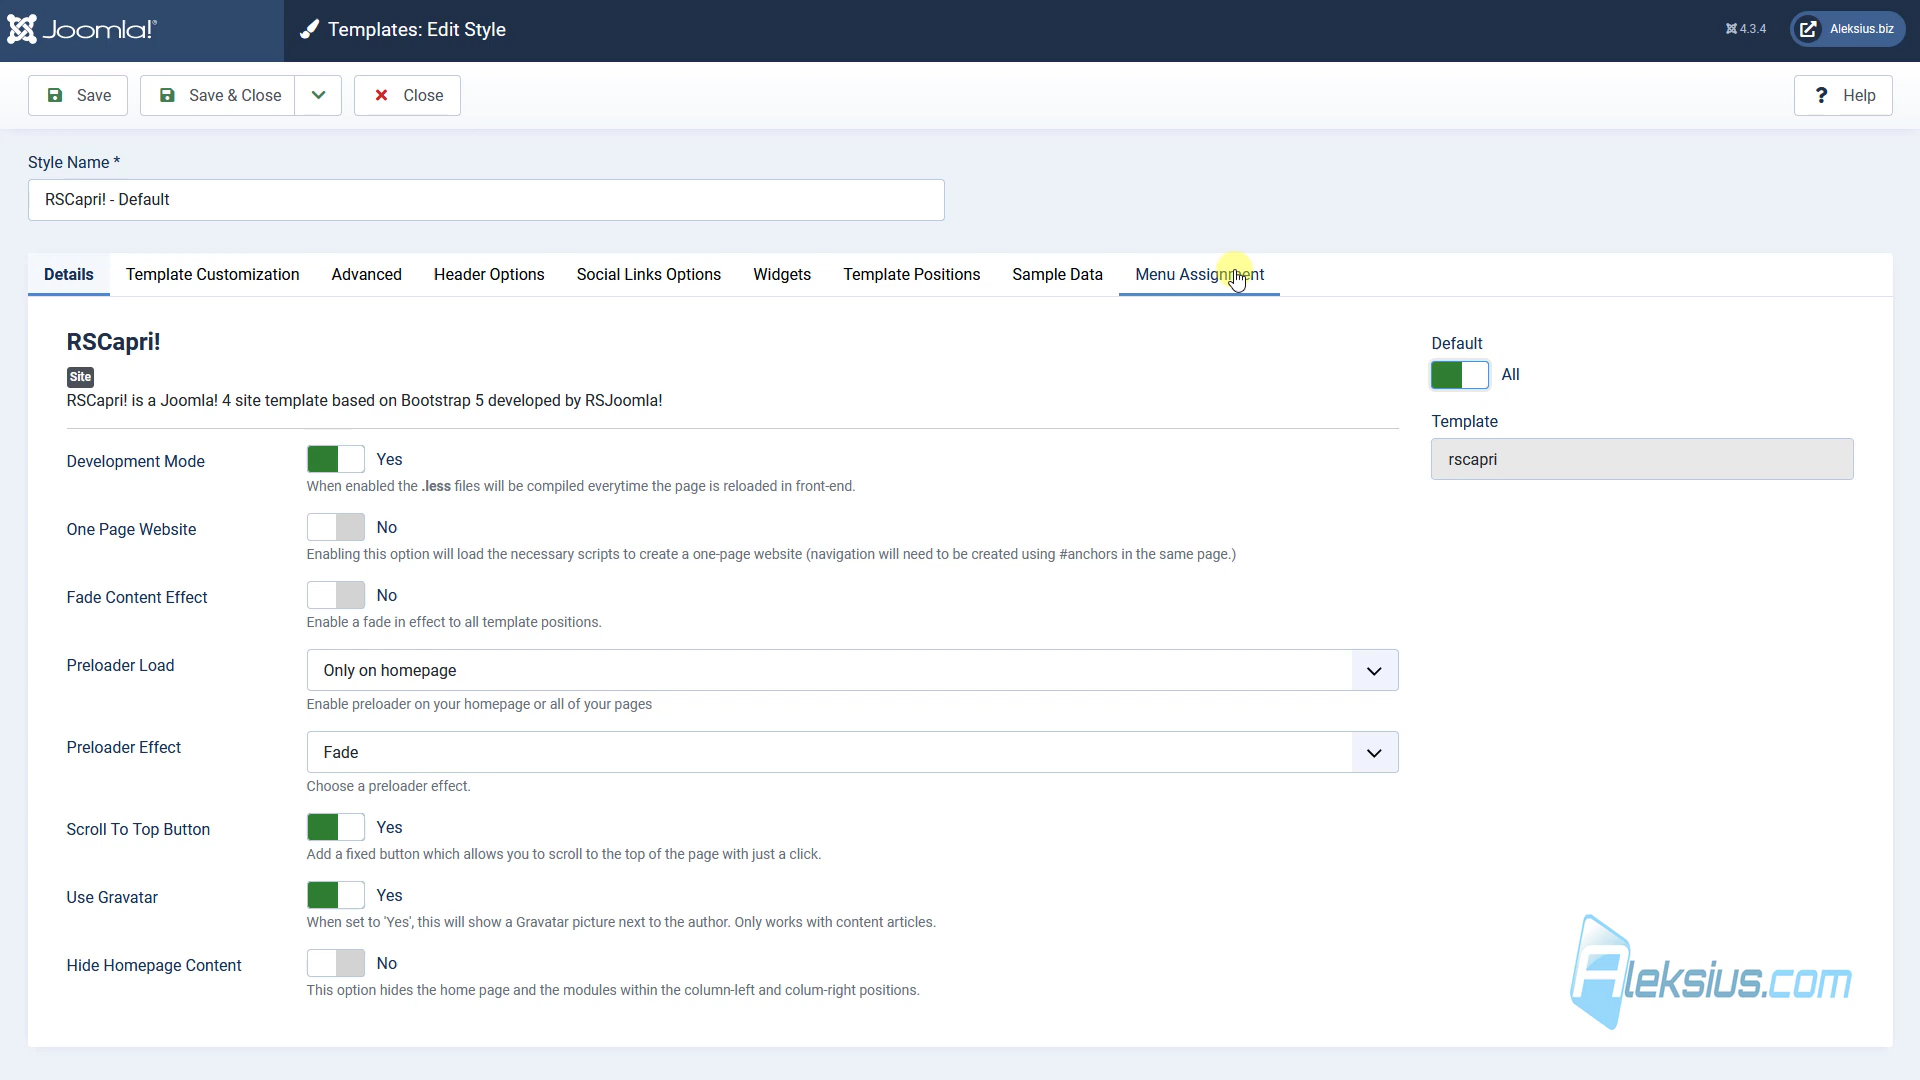 Joomla!®
Templates: Edit Style
4.3.4
Aleksius.biz
Save
Save & Close
Close
? Help
Style Name *
RSCapri! - Default
Details
Template Customization
Advanced
Header Options
Social Links Options
Widgets
Template Positions
Sample Data
Menu Assignment
RSCapri!
Site
RSCapri! is a Joomla! 4 site template based on Bootstrap 5 developed by RSJoomla!
Default
All
Template
rscapri
Development Mode
Yes
When enabled the .less files will be compiled everytime the page is reloaded in front-end.
One Page Website
No
Enabling this option will load the necessary scripts to create a one-page website (navigation will need to be created using #anchors in the same page.)
Fade Content Effect
No
Enable a fade in effect to all template positions.
Preloader Load
Only on homepage
Enable preloader on your homepage or all of your pages
Preloader Effect
Fade
Choose a preloader effect.
Scroll To Top Button
Yes
Add a fixed button which allows you to scroll to the top of the page with just a click.
Use Gravatar
Yes
When set to 'Yes', this will show a Gravatar picture next to the author. Only works with content articles.
Hide Homepage Content
No
This option hides the home page and the modules within the column-left and colum-right positions.
Aleksius.com